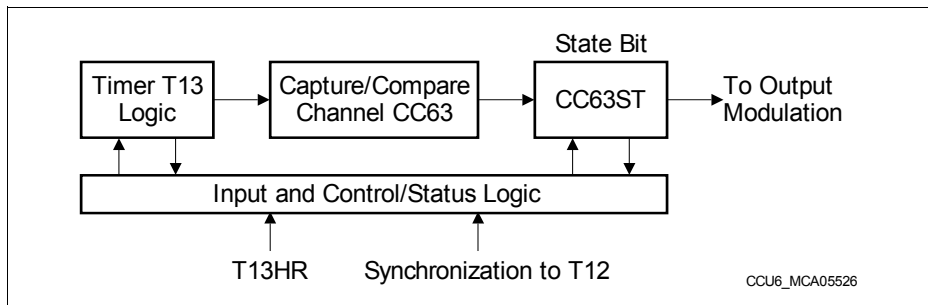 State Bit
Timer T13
Logic
Capture/Compare
Channel CC63
CC63ST
To Output
Modulation
Input and Control/Status Logic
T13HR
Synchronization to T12
CCU6_MCA05526